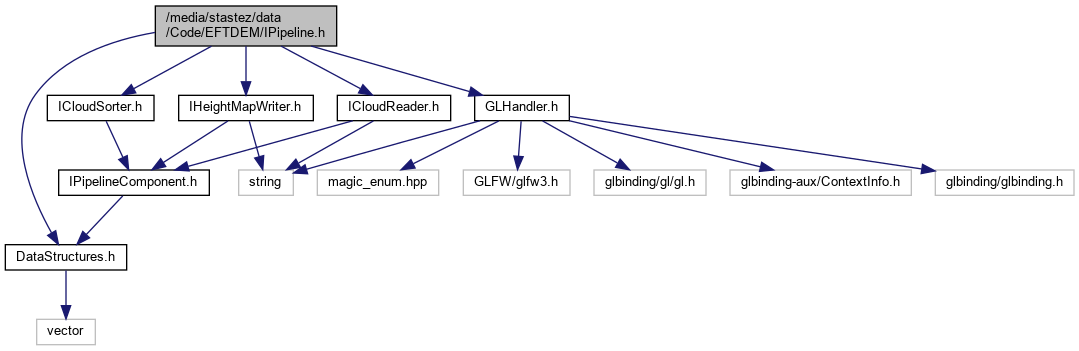 /media/stastez/data
/Code/EFTDEM/IPipeline.h
ICloudSorter.h
IHeightMapWriter.h
ICloudReader.h
GLHandler.h
IPipelineComponent.h
string
magic_enum.hpp
GLFW/glfw3.h
glbinding/gl/gl.h
glbinding-aux/ContextInfo.h
glbinding/glbinding.h
DataStructures.h
vector